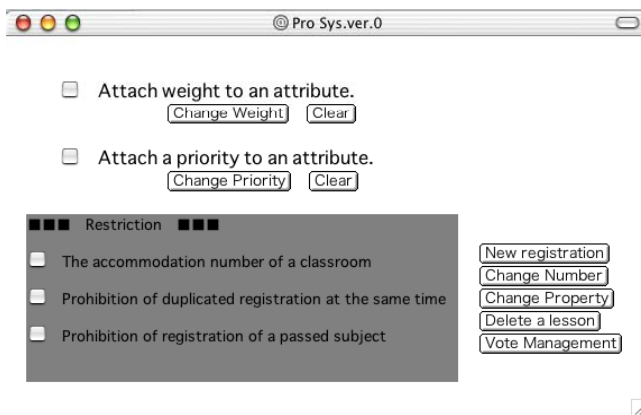 Pro Sys.ver.0
Attach weight to an attribute.
Change Weight Clear
Attach a priority to an attribute.
Change Priority Clear
■■■ Restriction ■■■
The accommodation number of a classroom
Prohibition of duplicated registration at the same time
Prohibition of registration of a passed subject
New registration
Change Number
Change Property
Delete a lesson
Vote Management